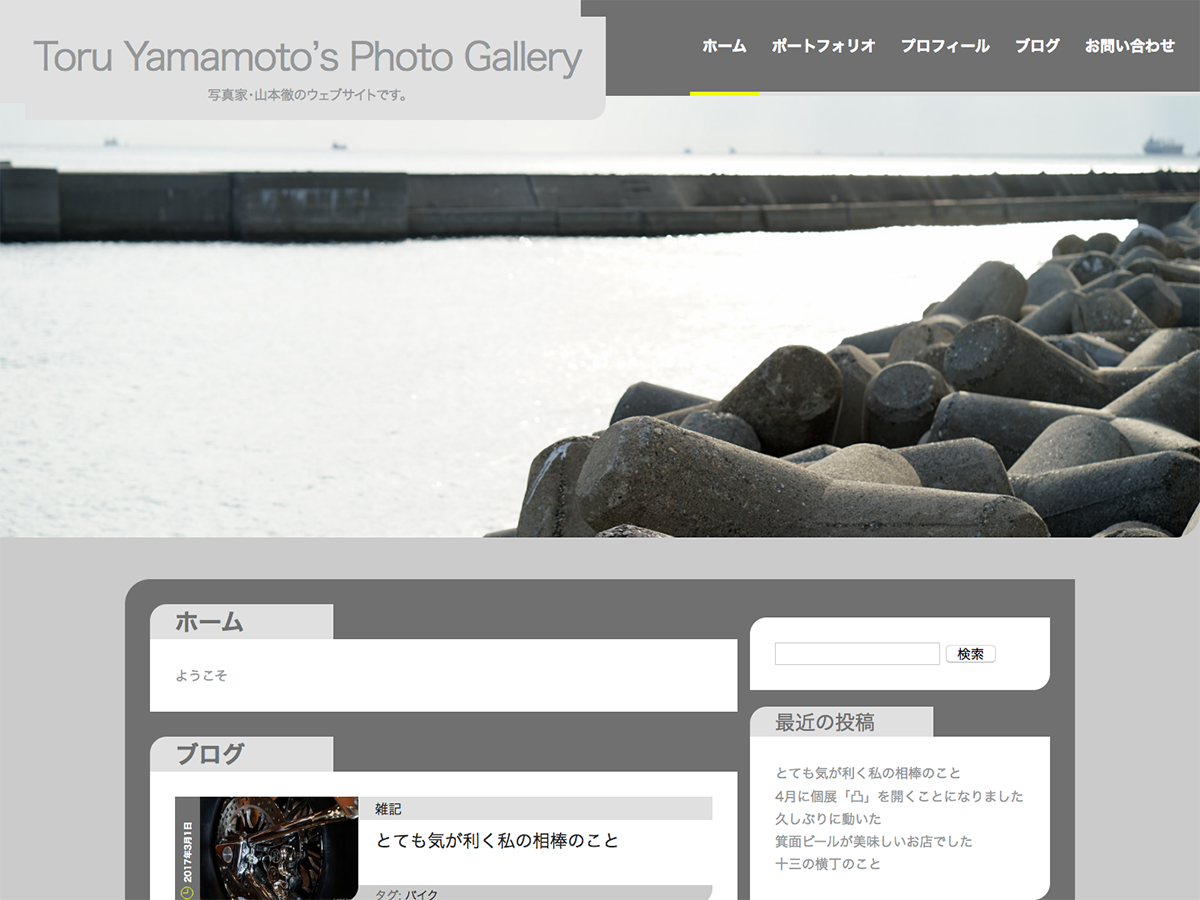 Toru Yamamoto’s Photo Gallery
写真家･山本徹のウェブサイトです。
ホーム ポートフォリオ プロフィール ブログ お問い合わせ
ホーム
ようこそ
ブログ
2017年3月1日
雑記
とても気が利く私の相棒のこと
タグ: バイク
検索
最近の投稿
とても気が利く私の相棒のこと
4月に個展「凸」を開くことになりました
久しぶりに動いた
箕面ビールが美味しいお店でした
十三の横丁のこと